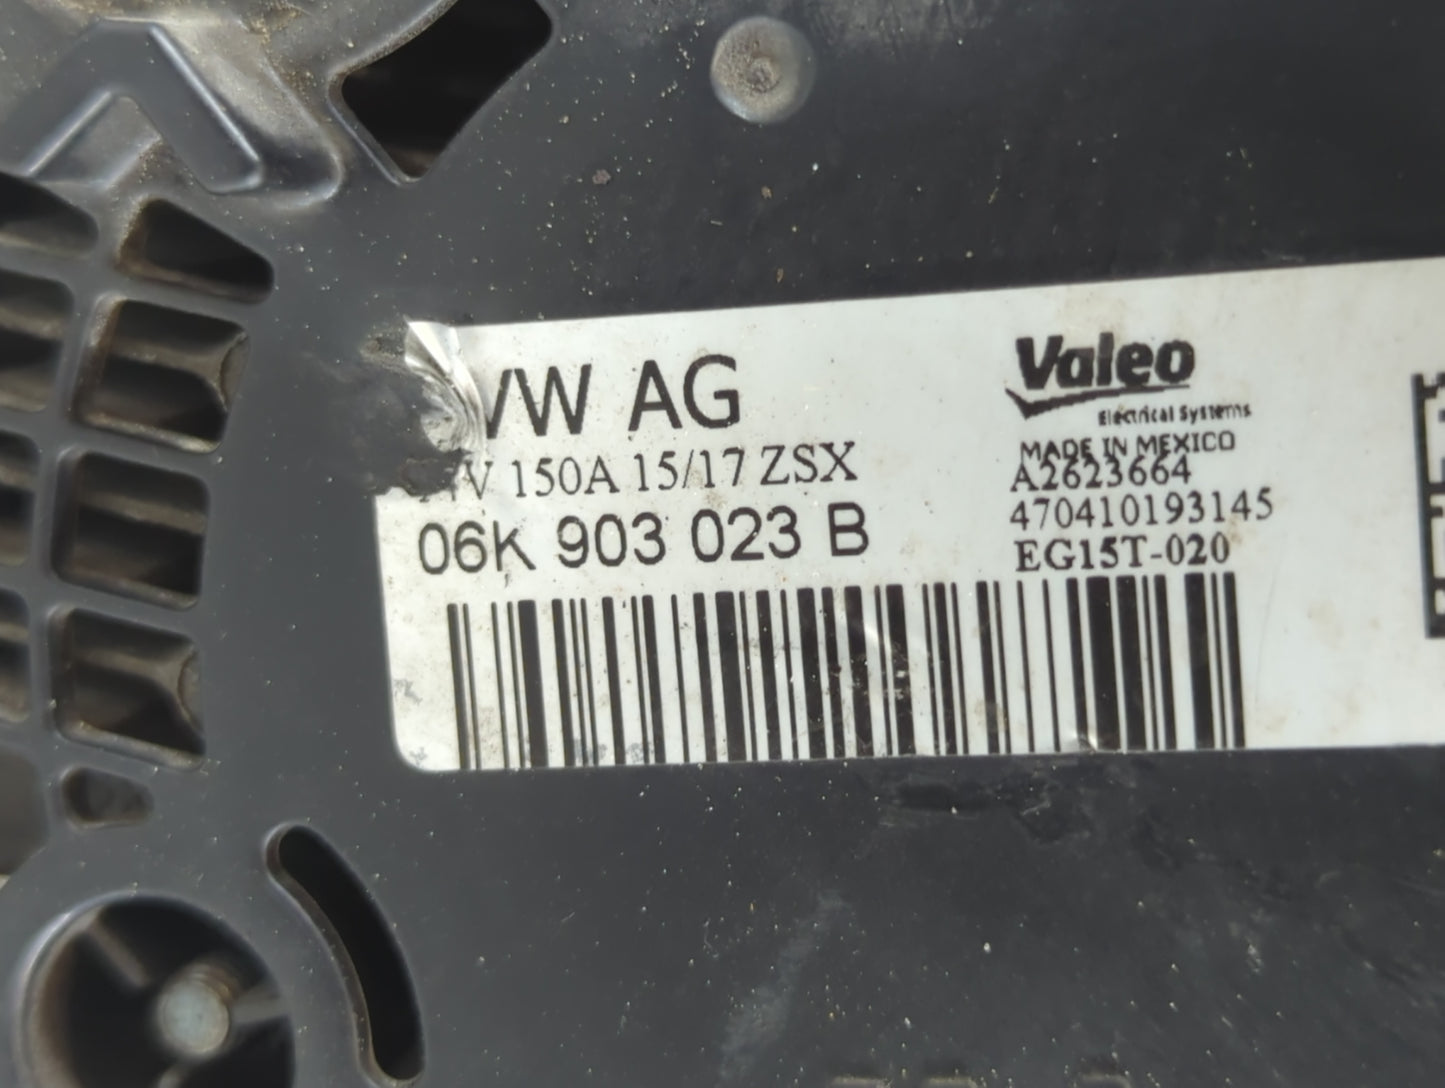 VW AG
150A 15/17 ZSX
06K 903 023 B
Valeo
Electrical Systems
MADE IN MEXICO
A2623664
470410193145
EG15T-020